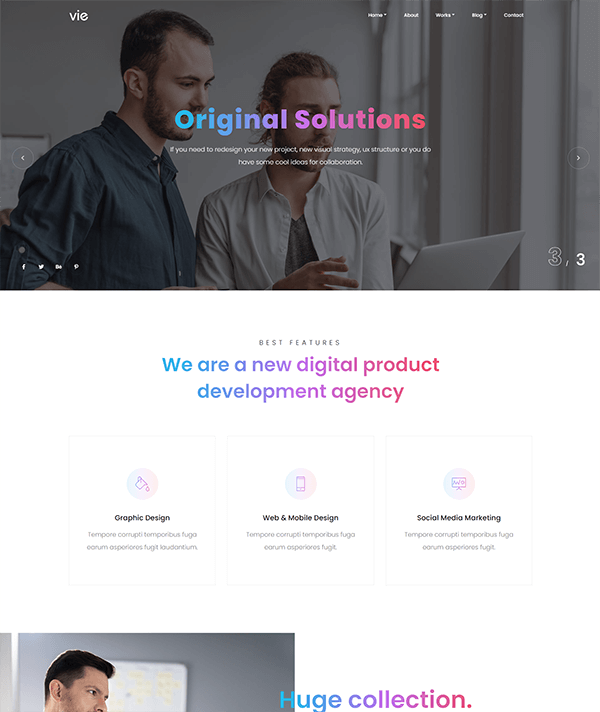 vie
Home About Works Blog Contact
Original Solutions
If you need to redesign your new project, new visual strategy, ux structure or you do
have some cool ideas for collaboration.
3 / 3
BEST FEATURES
We are a new digital product
development agency
Graphic Design
Tempore corrupti temporibus fuga
earum asperiores fugit laudantium.
Web & Mobile Design
Tempore corrupti temporibus fuga
earum asperiores fugit.
Social Media Marketing
Tempore corrupti temporibus fuga
earum asperiores fugit.
Huge collection.